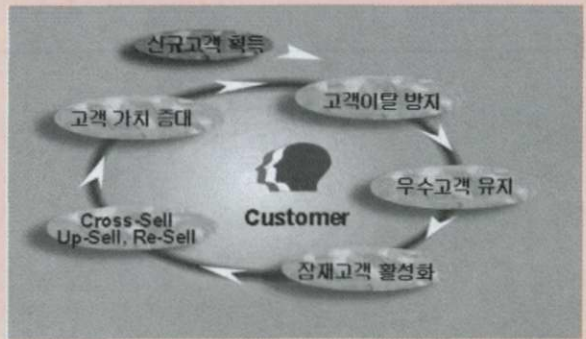 신규고객 획득
고객이탈 방지
고객 가치 증대
우수고객 유지
Customer
Cross-Sell
Up-Sell, Re-Sell
잠재고객 활성화